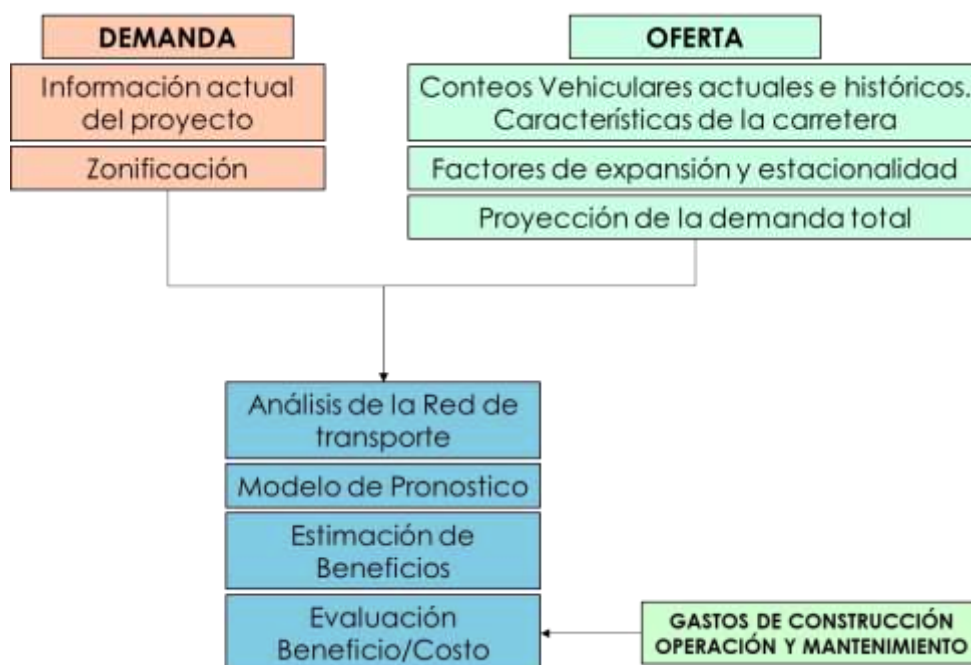 DEMANDA
Información actual
del proyecto
Zonificación
OFERTA
Conteos Vehiculares actuales e históricos.
Características de la carretera
Factores de expansión y estacionalidad
Proyección de la demanda total
Análisis de la Red de
transporte
Modelo de Pronostico
Estimación de
Beneficios
Evaluación
Beneficio/Costo
GASTOS DE CONSTRUCCIÓN
OPERACIÓN Y MANTENIMIENTO